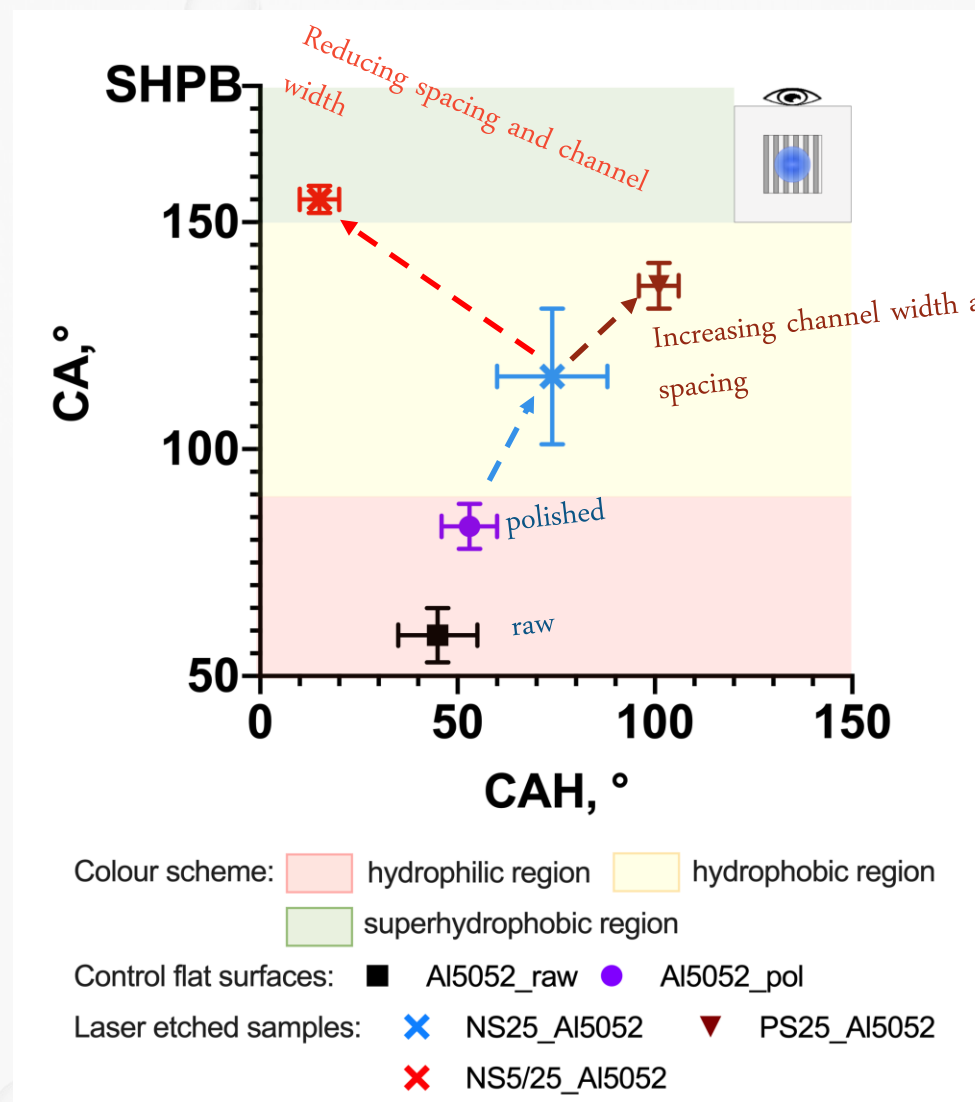 Reducing spacing and channel
width
SHPB
150
100
50
CA,°
Increasing channel width
spacing
polished
raw
0 50 100 150
CAH, °
Colour scheme: hydrophilic region hydrophobic region
superhydrophobic region
Control flat surfaces: Al5052_raw Al5052_pol
Laser etched samples: NS25_Al5052 PS25_Al5052
NS5/25_Al5052